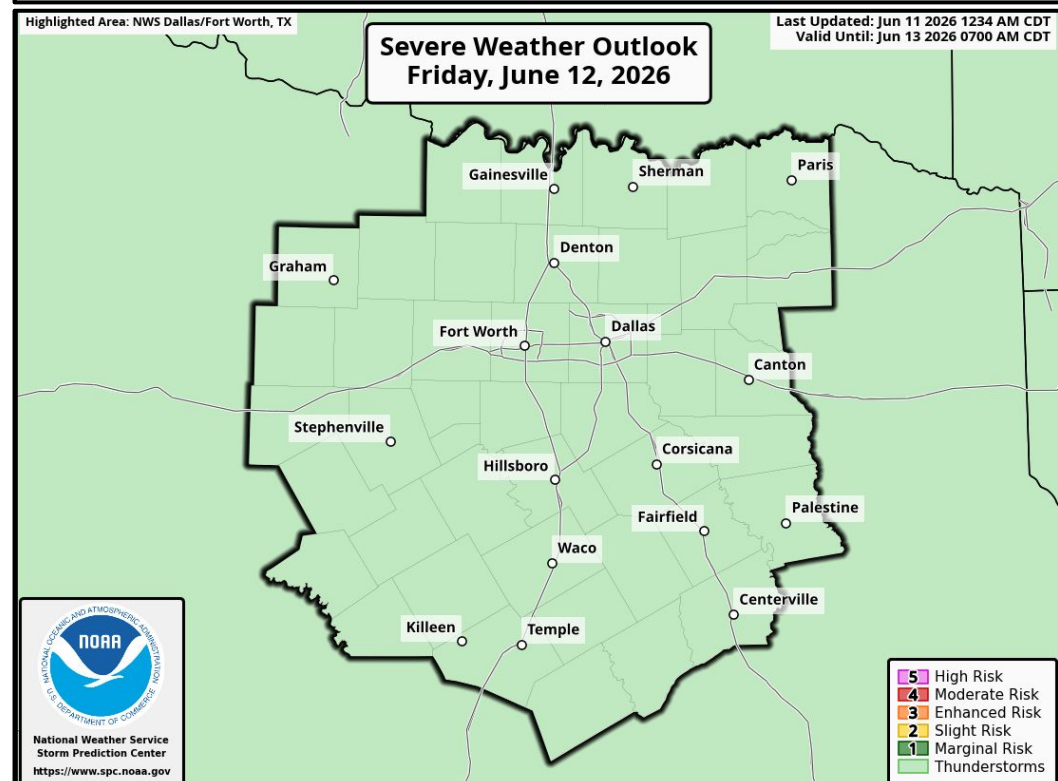 Highlighted Area: NWS Dallas/Fort Worth, TX
Last Updated: Jun 11 2026 1234 AM CDT
Valid Until: Jun 13 2026 0700 AM CDT
Severe Weather Outlook
Friday, June 12, 2026
Gainesville
Sherman
Paris
Denton
Graham
Fort Worth
Dallas
Canton
Stephenville
Hillsboro
Corsicana
Fairfield
Palestine
Waco
Centerville
Killeen
Temple
NATIONAL OCEANIC AND ATMOSPHERIC ADMINISTRATION
NOAA
U.S. DEPARTMENT OF COMMERCE
National Weather Service
Storm Prediction Center
https://www.spc.noaa.gov
5 High Risk
4 Moderate Risk
3 Enhanced Risk
2 Slight Risk
1 Marginal Risk
Thunderstorms